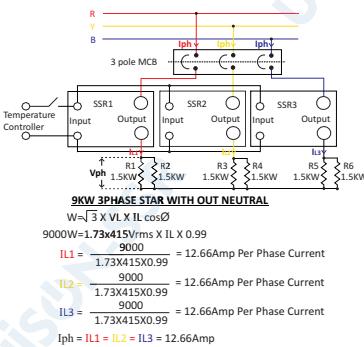 R
Y
B
Iph Iph Iph
3 pole MCB
SSR1 SSR2 SSR3
Temperature
Controller
Input Output Input Output Input Output
IL1 IL2 IL3
Vph
R1 R2 R3 R4 R5 R6
1.5KW 1.5KW 1.5KW 1.5KW 1.5KW 1.5KW
9KW 3PHASE STAR WITH OUT NEUTRAL
W=√3 X VL X IL cosØ
9000W=1.73x415Vrms X IL X 0.99
IL1 = 9000 / 1.73X415X0.99 = 12.66Amp Per Phase Current
IL2 = 9000 / 1.73X415X0.99 = 12.66Amp Per Phase Current
IL3 = 9000 / 1.73X415X0.99 = 12.66Amp Per Phase Current
Iph = IL1 = IL2 = IL3 = 12.66Amp